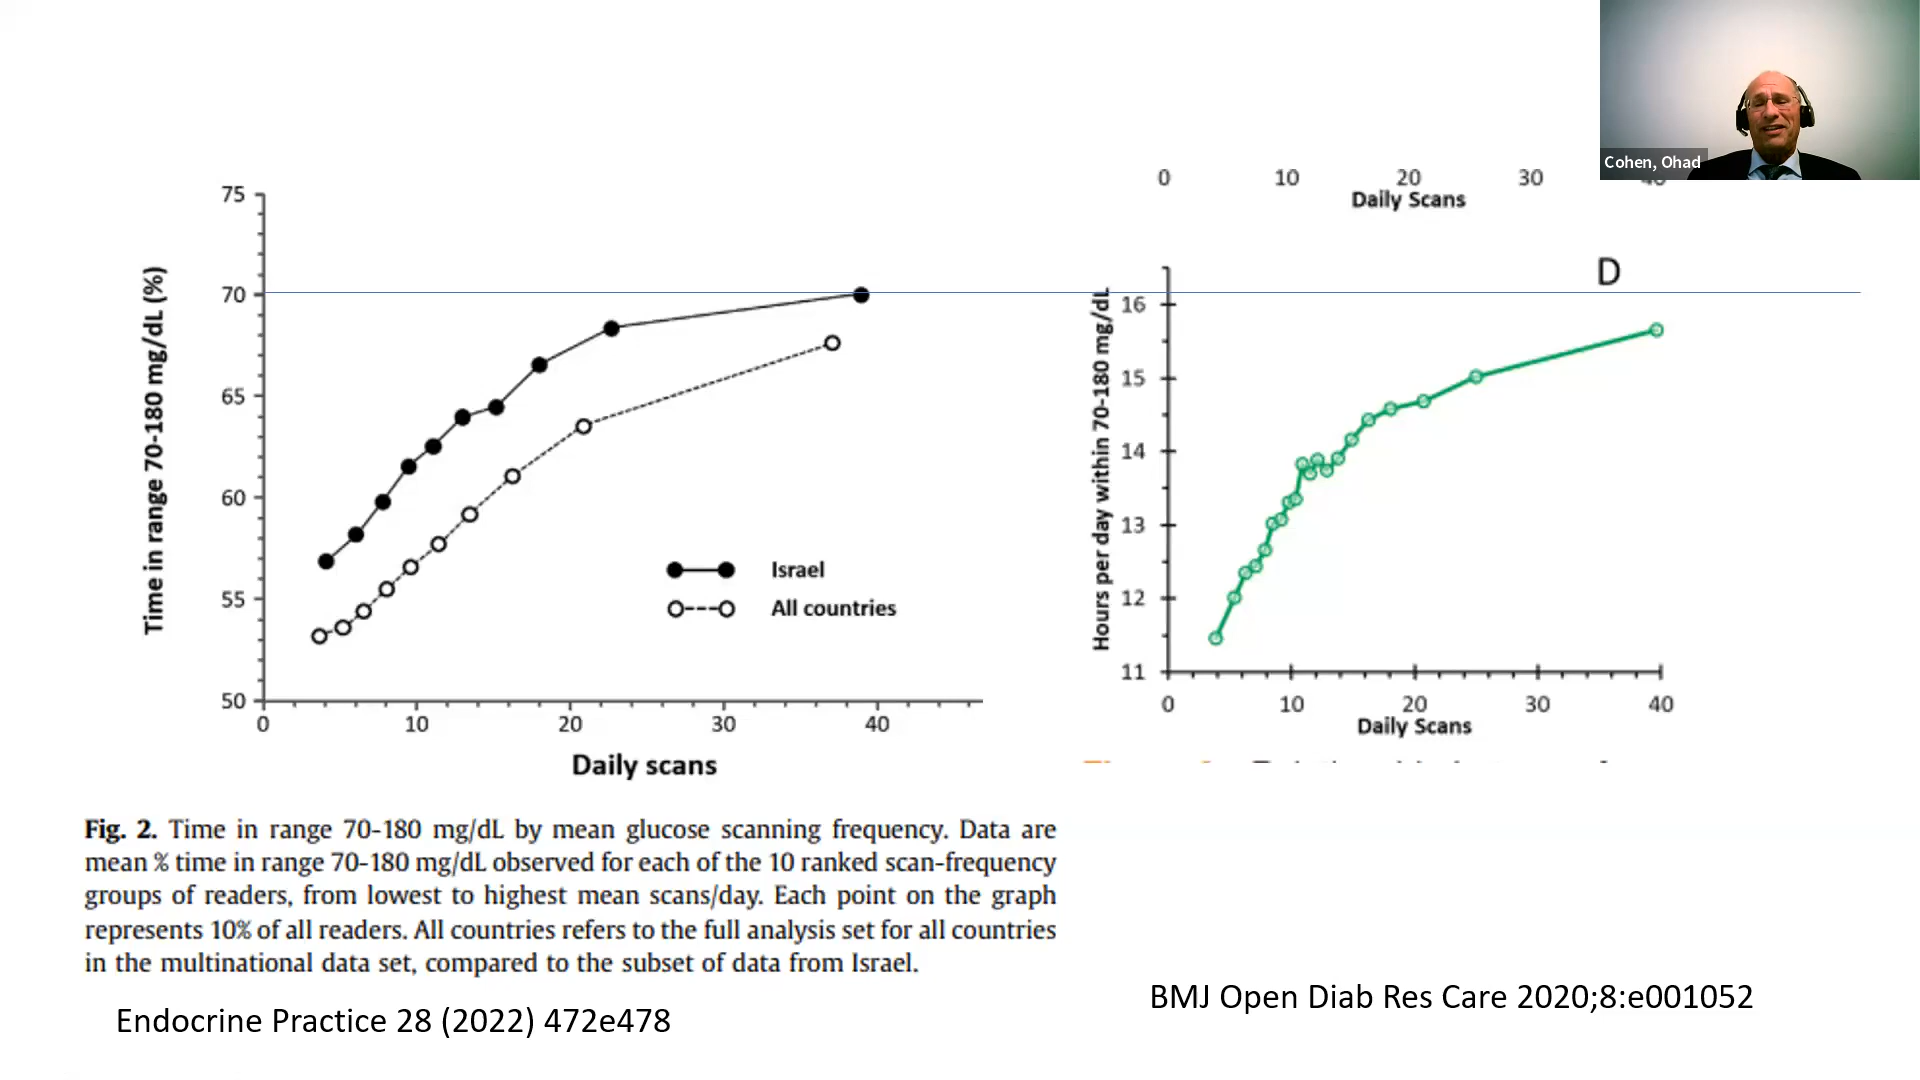 Cohen, Ohad
0 10 20 30
Daily Scans
75
70
65
60
55
50
Time in range 70-180 mg/dL (%)
0 10 20 30 40
Daily scans
Israel
All countries
D
16
15
14
13
12
11
Hours per day within 70-180 mg/dL
0 10 20 30 40
Daily Scans
Fig. 2. Time in range 70-180 mg/dL by mean glucose scanning frequency. Data are
mean % time in range 70-180 mg/dL observed for each of the 10 ranked scan-frequency
groups of readers, from lowest to highest mean scans/day. Each point on the graph
represents 10% of all readers. All countries refers to the full analysis set for all countries
in the multinational data set, compared to the subset of data from Israel.
Endocrine Practice 28 (2022) 472e478
BMJ Open Diab Res Care 2020;8:e001052